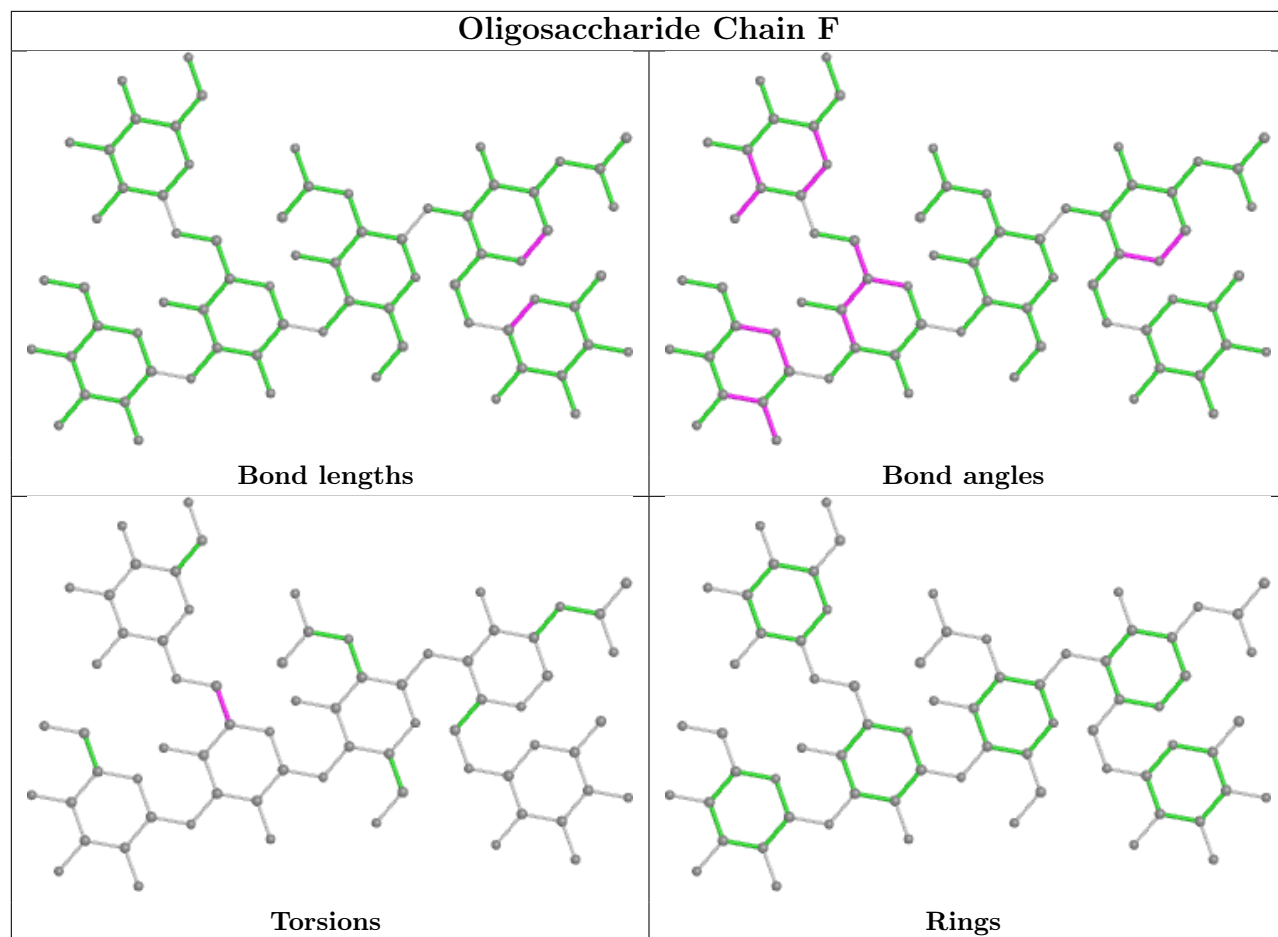 Oligosaccharide Chain F
Bond lengths
Bond angles
Torsions
Rings